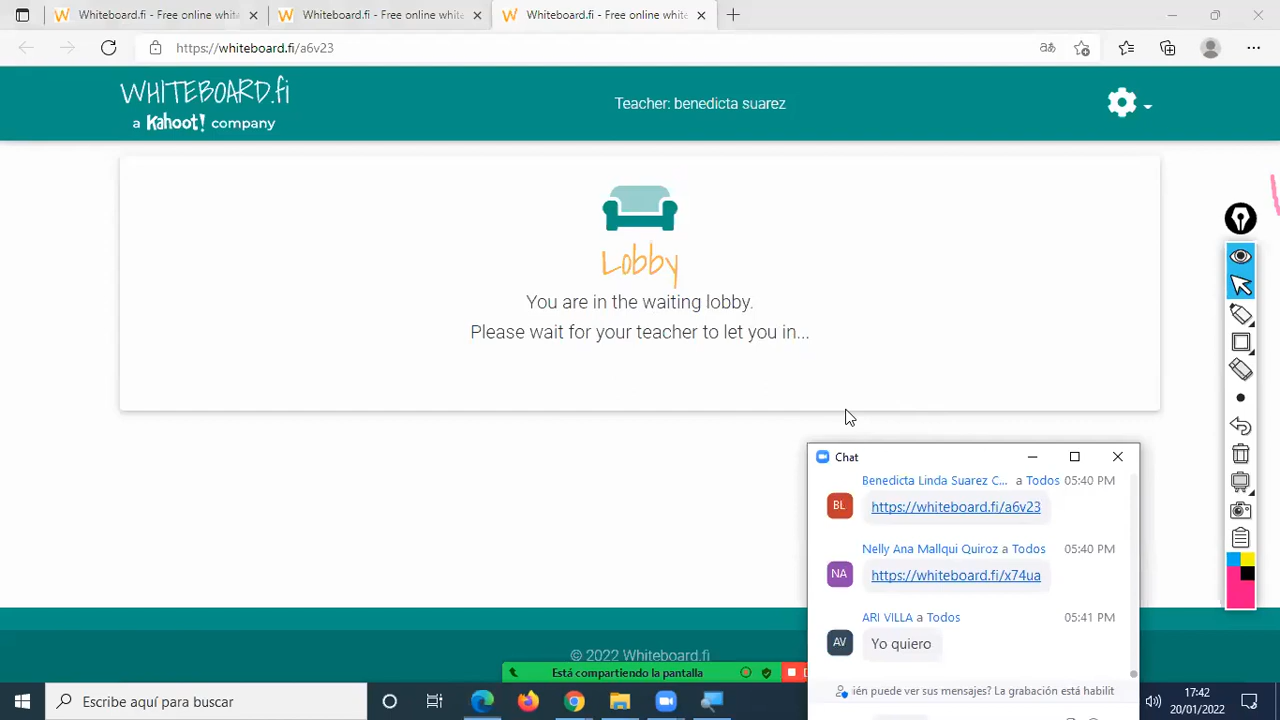 Whiteboard.fi - Free online white
Whiteboard.fi - Free online white
Whiteboard.fi - Free online white
https://whiteboard.fi/a6v23
aあ
WHITEBOARD.fi
a Kahoot! company
Teacher: benedicta suarez
Lobby
You are in the waiting lobby.
Please wait for your teacher to let you in...
Chat
Benedicta Linda Suarez C... a Todos 05:40 PM
BL
https://whiteboard.fi/a6v23
Nelly Ana Mallqui Quiroz a Todos 05:40 PM
NA
https://whiteboard.fi/x74ua
ARI VILLA a Todos 05:41 PM
AV
Yo quiero
ién puede ver sus mensajes? La grabación está habilit
© 2022 Whiteboard.fi
Está compartiendo la pantalla
Escribe aquí para buscar
17:42
20/01/2022